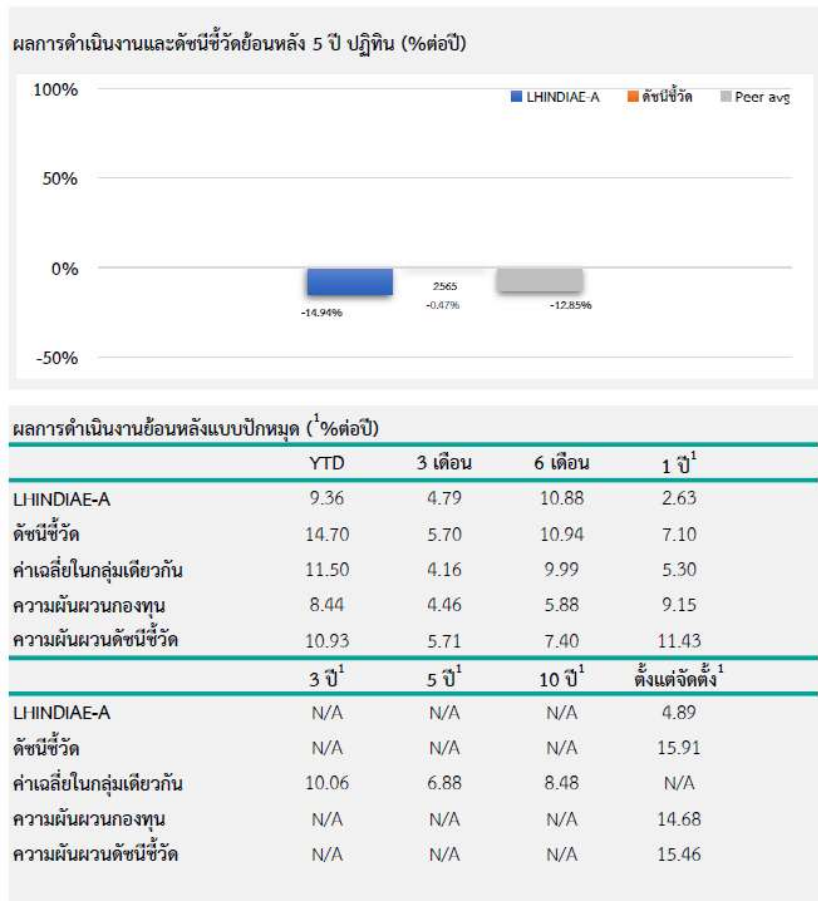 ผลการดำเนินงานและดัชนีชี้วัดย้อนหลัง 5 ปี ปฏิทิน (%ต่อปี)
100%
LHINDIAE-A ดัชนีชี้วัด Peer avg
50%
0%
2565
-14.94% -0.47% -12.85%
-50%
ผลการดำเนินงานย้อนหลังแบบปักหมุด (¹%ต่อปี)
YTD 3 เดือน 6 เดือน 1 ปี¹
LHINDIAE-A 9.36 4.79 10.88 2.63
ดัชนีชี้วัด 14.70 5.70 10.94 7.10
ค่าเฉลี่ยในกลุ่มเดียวกัน 11.50 4.16 9.99 5.30
ความผันผวนกองทุน 8.44 4.46 5.88 9.15
ความผันผวนดัชนีชี้วัด 10.93 5.71 7.40 11.43
3 ปี¹ 5 ปี¹ 10 ปี¹ ตั้งแต่จัดตั้ง¹
LHINDIAE-A N/A N/A N/A 4.89
ดัชนีชี้วัด N/A N/A N/A 15.91
ค่าเฉลี่ยในกลุ่มเดียวกัน 10.06 6.88 8.48 N/A
ความผันผวนกองทุน N/A N/A N/A 14.68
ความผันผวนดัชนีชี้วัด N/A N/A N/A 15.46